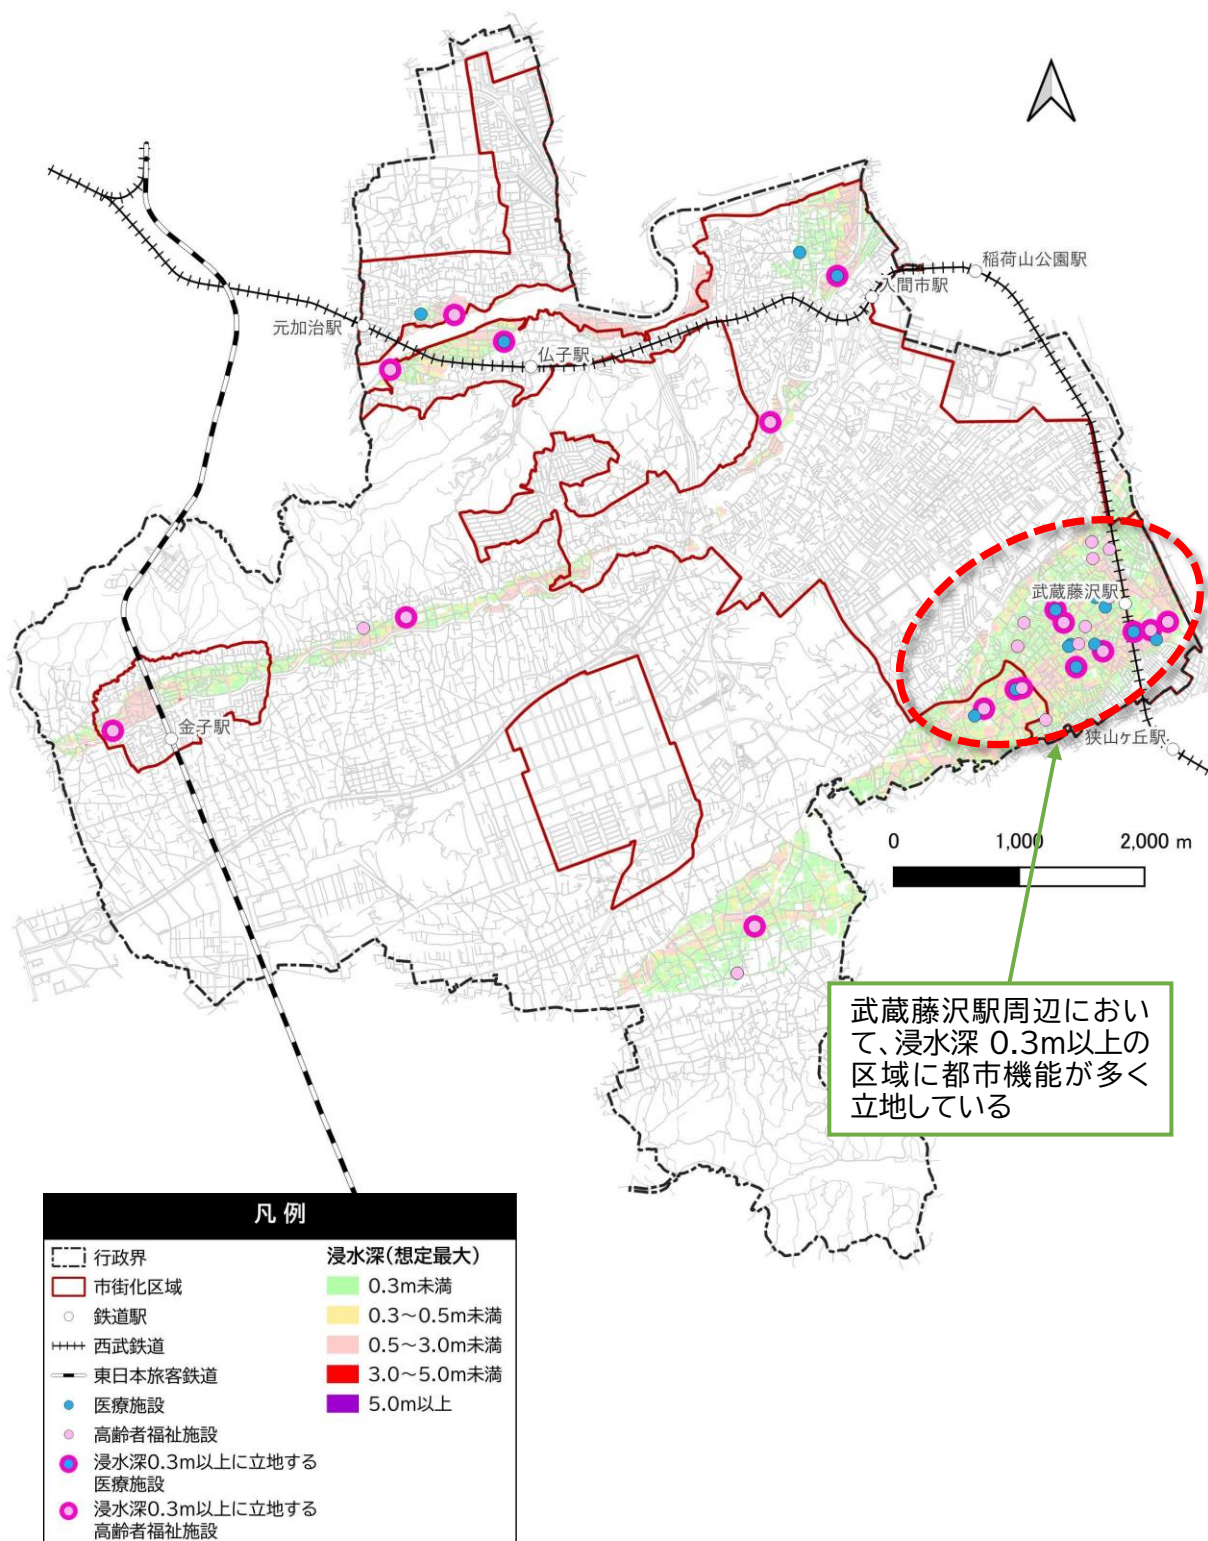 稲荷山公園駅
入間市駅
元加治駅
仏子駅
武蔵藤沢駅
金子駅
狭山ヶ丘駅
0 1,000 2,000 m
武蔵藤沢駅周辺におい
て、浸水深 0.3m以上の
区域に都市機能が多く
立地している
凡例
行政界
市街化区域
鉄道駅
西武鉄道
東日本旅客鉄道
医療施設
高齢者福祉施設
浸水深0.3m以上に立地する
医療施設
浸水深0.3m以上に立地する
高齢者福祉施設
浸水深(想定最大)
0.3m未満
0.3～0.5m未満
0.5～3.0m未満
3.0～5.0m未満
5.0m以上